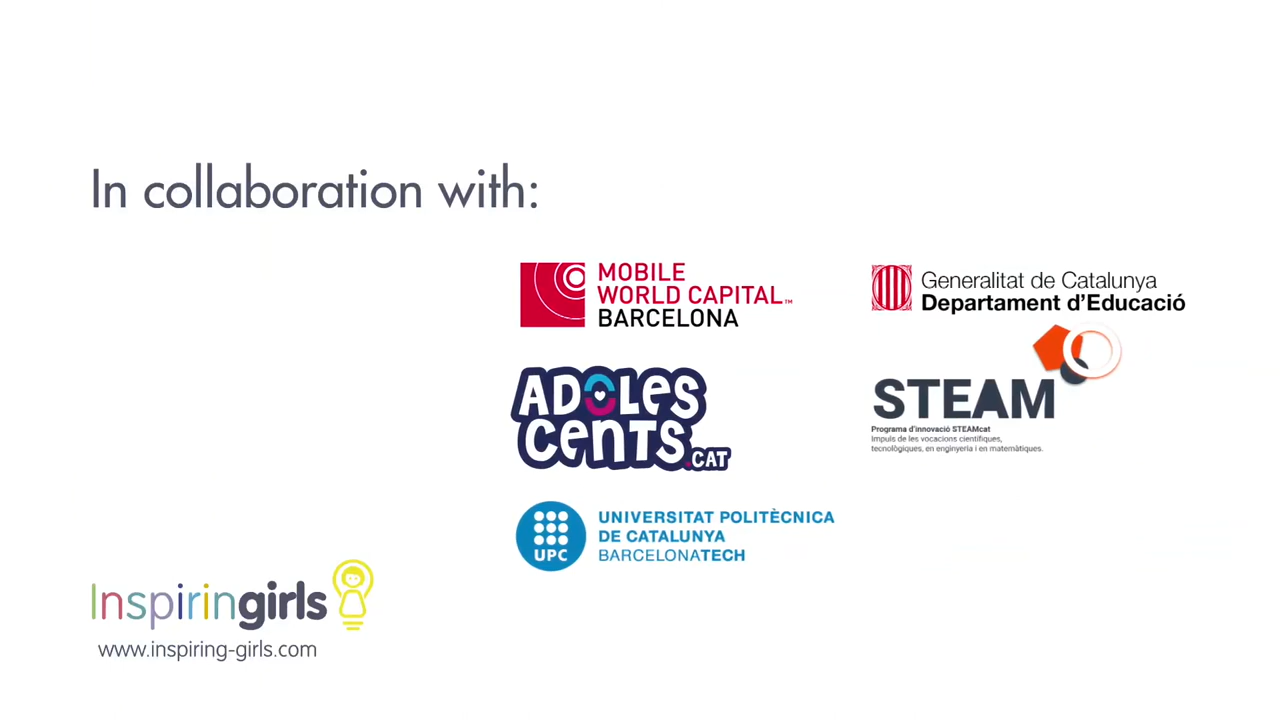 In collaboration with:
MOBILE
WORLD CAPITAL™
BARCELONA
Generalitat de Catalunya
Departament d'Educació
ADOLES
CENTS
.CAT
STEAM
Programa d'innovació STEAMcat
Impuls de les vocacions científiques,
tecnològiques, en enginyeria i en matemàtiques.
UPC
UNIVERSITAT POLITÈCNICA
DE CATALUNYA
BARCELONATECH
Inspiringirls
www.inspiring-girls.com